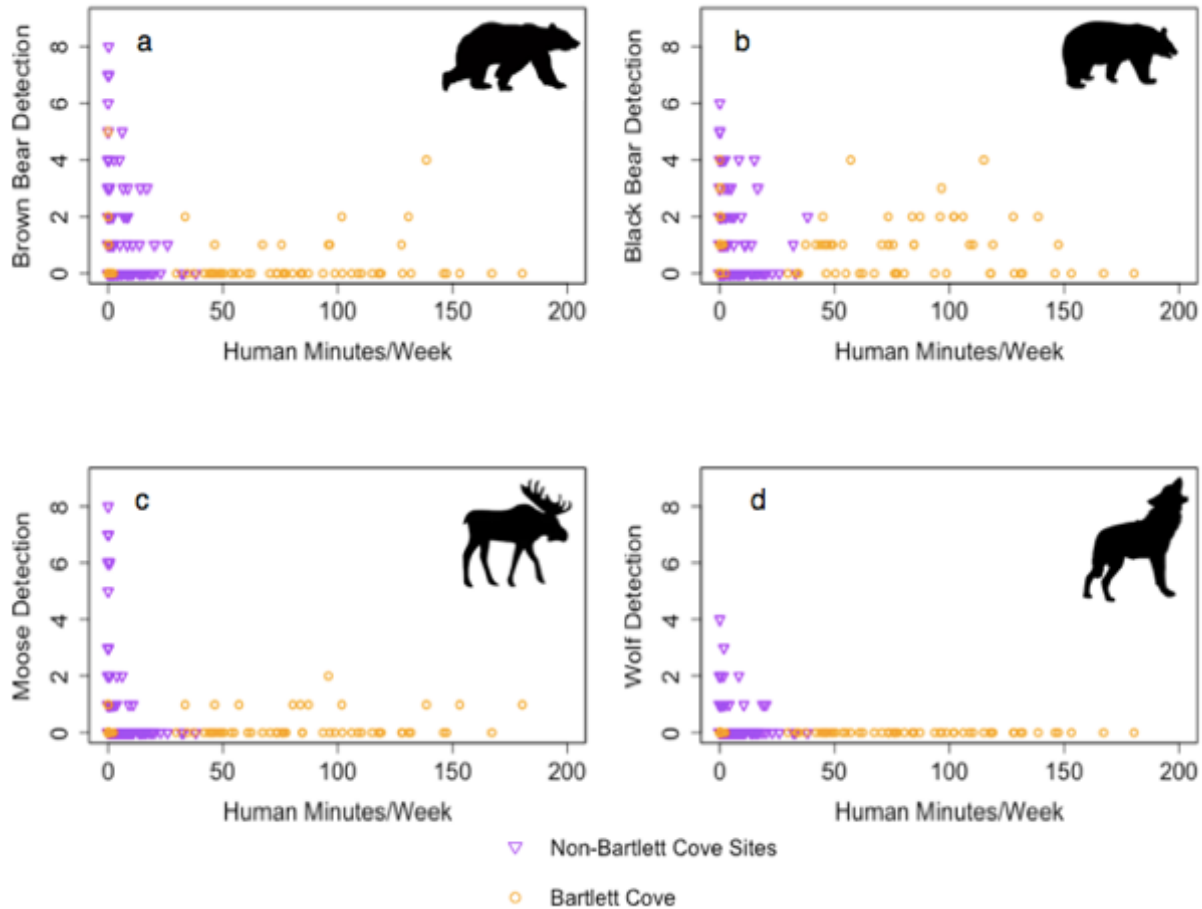 a
Brown Bear Detection
0 2 4 6 8
0 50 100 150 200
Human Minutes/Week
b
Black Bear Detection
0 2 4 6 8
0 50 100 150 200
Human Minutes/Week
c
Moose Detection
0 2 4 6 8
0 50 100 150 200
Human Minutes/Week
d
Wolf Detection
0 2 4 6 8
0 50 100 150 200
Human Minutes/Week
Non-Bartlett Cove Sites
Bartlett Cove